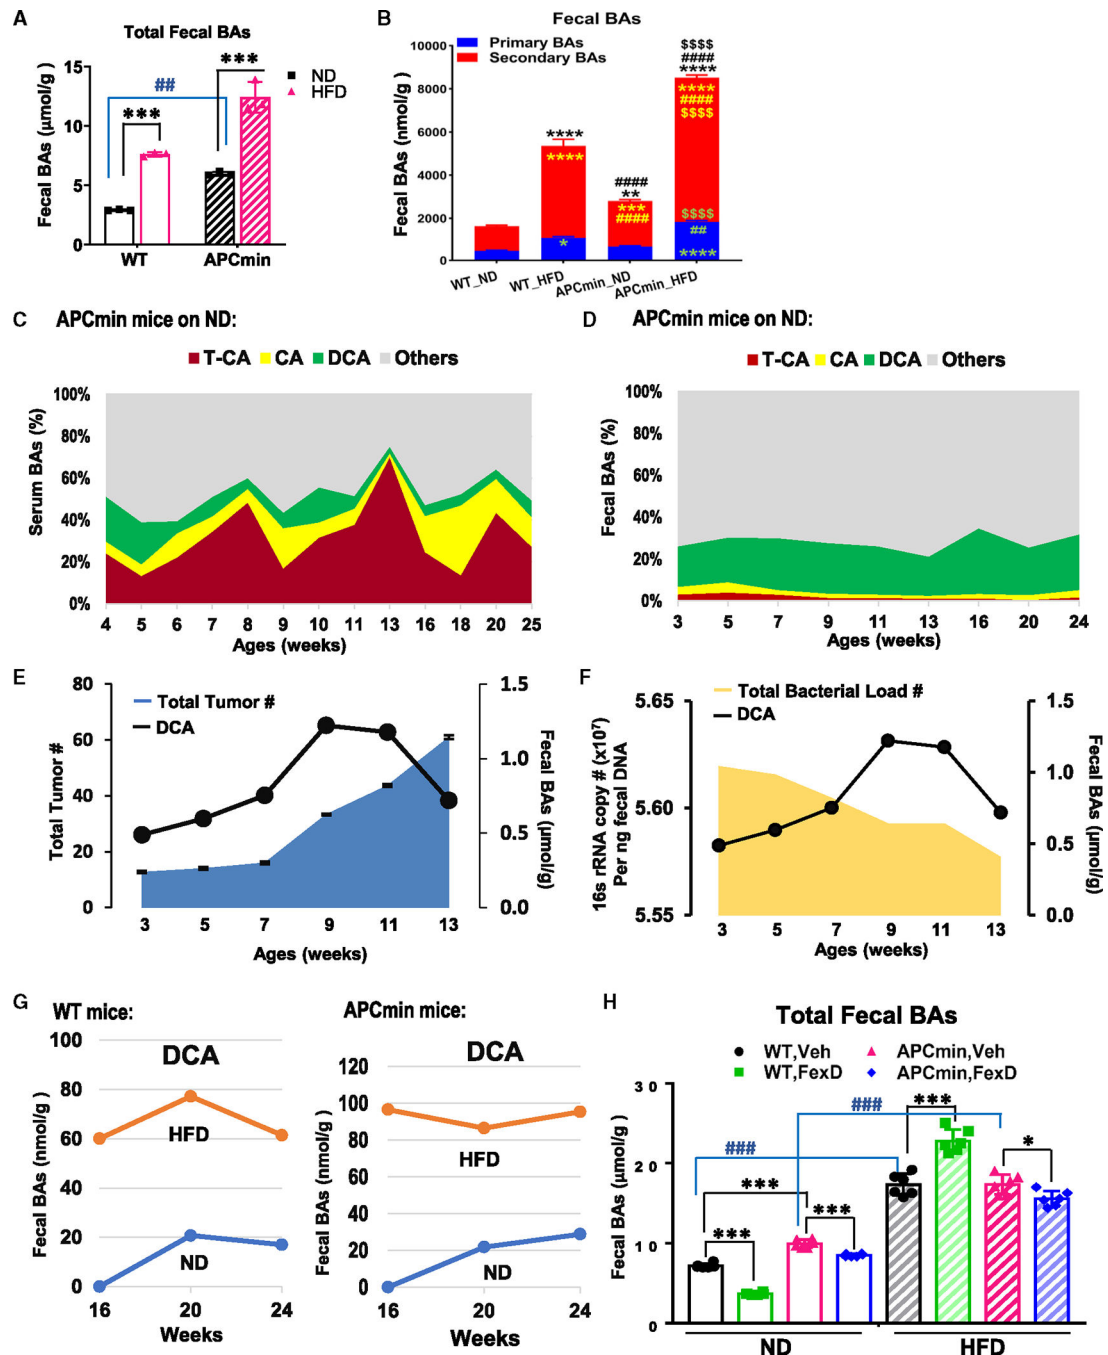 A
Total Fecal BAs
Fecal BAs (µmol/g)
15
10
5
0
##
***
***
ND
HFD
WT
APCmin
B
Fecal BAs
Fecal BAs (nmol/g)
Primary BAs
Secondary BAs
10000
8000
6000
4000
2000
0
****
****
*
####
**
***
####
$$$$
####
****
****
####
$$$$
$$$$
##
****
WT_ND
WT_HFD
APCmin_ND
APCmin_HFD
C
APCmin mice on ND:
T-CA
CA
DCA
Others
Serum BAs (%)
100%
80%
60%
40%
20%
0%
4 5 6 7 8 9 10 11 13 16 18 20 25
Ages (weeks)
D
APCmin mice on ND:
T-CA
CA
DCA
Others
Fecal BAs (%)
100%
80%
60%
40%
20%
0%
3 5 7 9 11 13 16 20 24
Ages (weeks)
E
Total Tumor #
DCA
Total Tumor #
80
60
40
20
0
1.5
1.0
0.5
0.0
Fecal BAs (µmol/g)
3 5 7 9 11 13
Ages (weeks)
F
Total Bacterial Load #
DCA
16s rRNA copy # (x10⁷)
Per ng fecal DNA
5.65
5.60
5.55
1.5
1.0
0.5
0.0
Fecal BAs (µmol/g)
3 5 7 9 11 13
Ages (weeks)
G
WT mice:
DCA
Fecal BAs (nmol/g)
100
80
60
40
20
0
HFD
ND
16 20 24
Weeks
APCmin mice:
DCA
Fecal BAs (nmol/g)
120
100
80
60
40
20
0
HFD
ND
16 20 24
Weeks
H
Total Fecal BAs
WT,Veh
APCmin,Veh
WT,FexD
APCmin,FexD
Fecal BAs (µmol/g)
30
20
10
0
###
###
***
***
***
***
*
ND
HFD